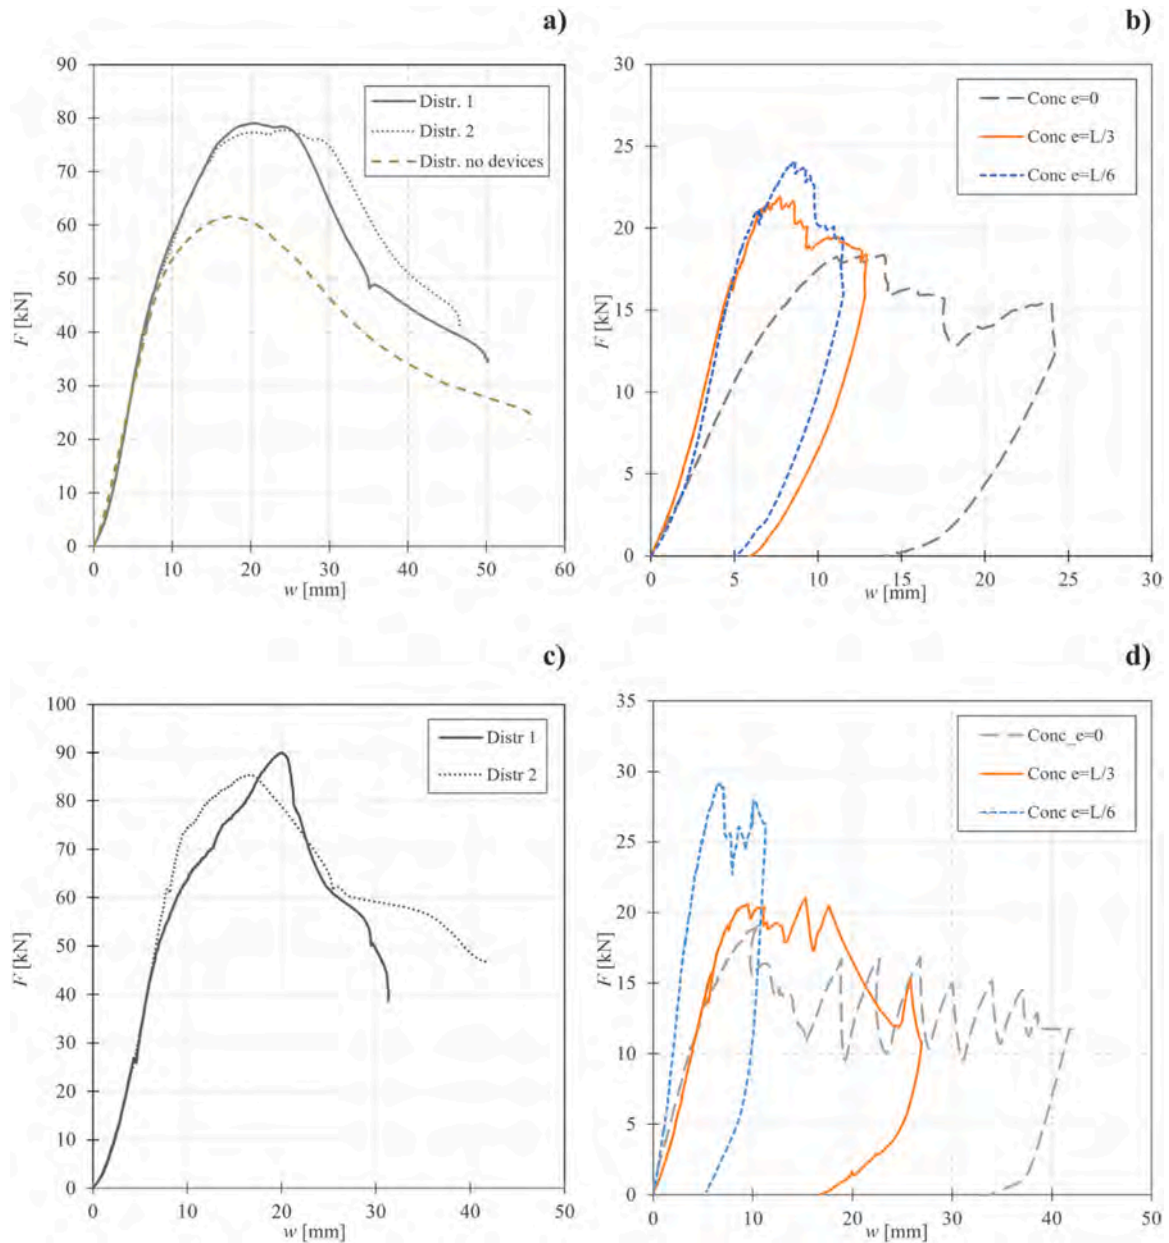 a)
90
80
70
60
50
40
30
20
10
0
F [kN]
Distr. 1
Distr. 2
Distr. no devices
0 10 20 30 40 50 60
w [mm]
b)
30
25
20
15
10
5
0
F [kN]
Conc e=0
Conc e=L/3
Conc e=L/6
0 5 10 15 20 25 30
w [mm]
c)
100
90
80
70
60
50
40
30
20
10
0
F [kN]
Distr 1
Distr 2
0 10 20 30 40 50
w [mm]
d)
35
30
25
20
15
10
5
0
F [kN]
Conc_e=0
Conc e=L/3
Conc e=L/6
0 10 20 30 40 50
w [mm]